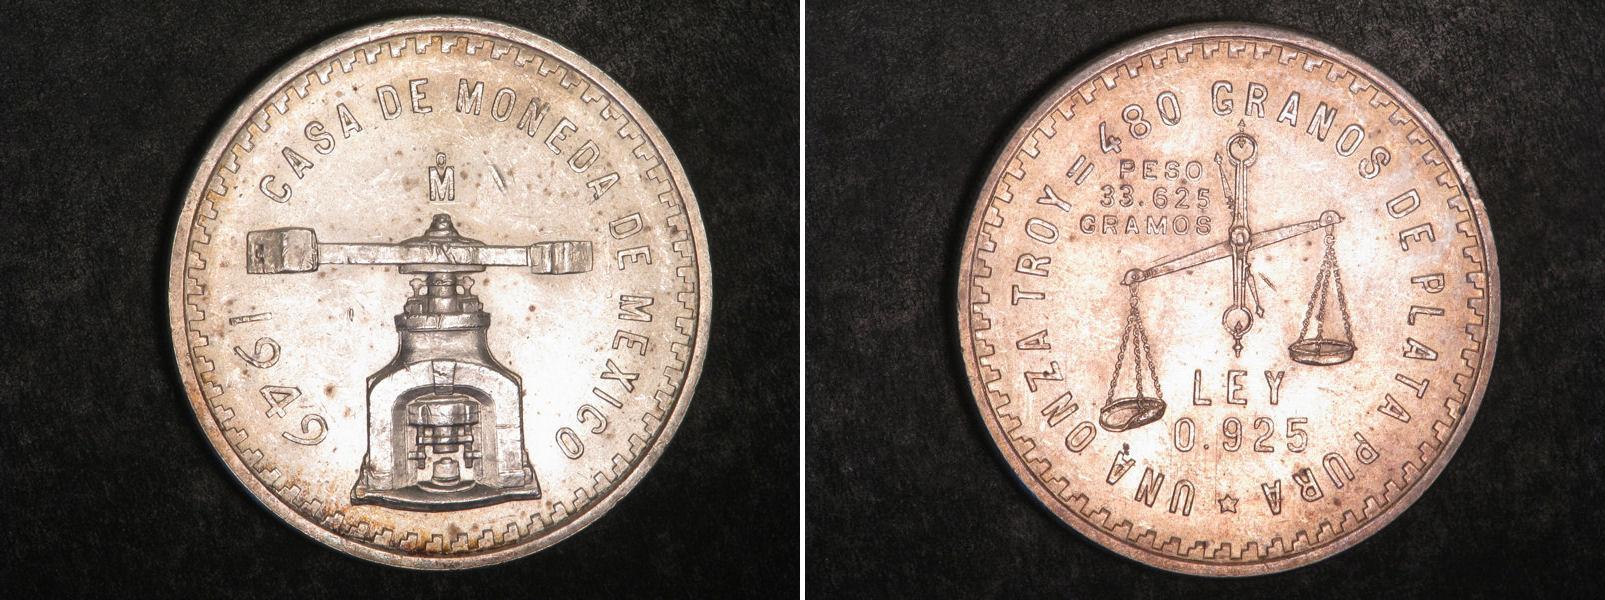 1949 CASA DE MONEDA DE MEXICO
Mo
UNA ONZA TROY = 480 GRANOS DE PLATA PURA
PESO
33.625
GRAMOS
LEY
0.925